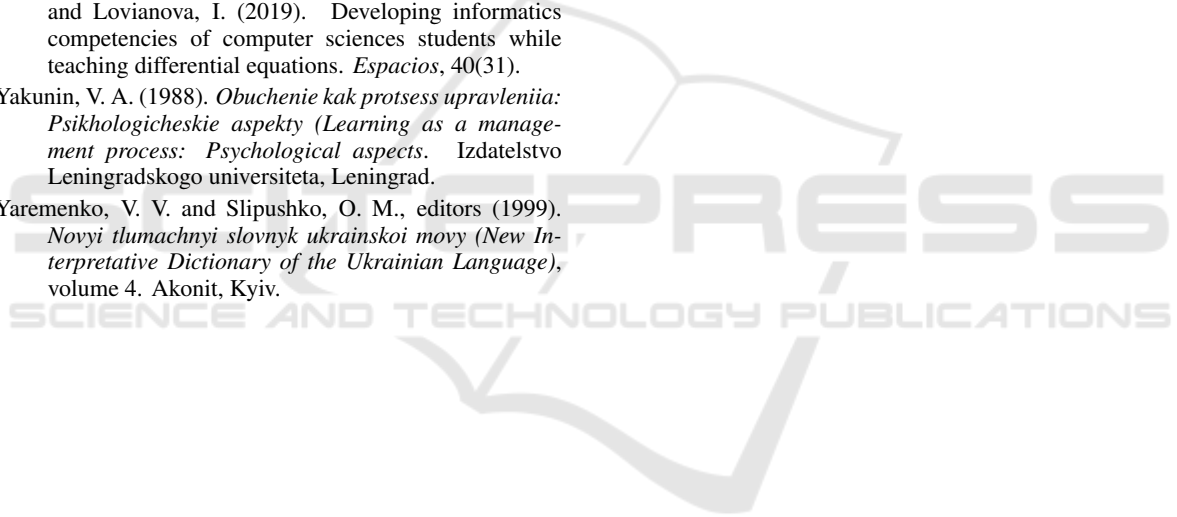 and Lovianova, I. (2019). Developing informatics
competencies of computer sciences students while
teaching differential equations. Espacios, 40(31).
Yakunin, V. A. (1988). Obuchenie kak protsess upravleniia:
Psikhologicheskie aspekty (Learning as a manage-
ment process: Psychological aspects. Izdatelstvo
Leningradskogo universiteta, Leningrad.
Yaremenko, V. V. and Slipushko, O. M., editors (1999).
Novyi tlumachnyi slovnyk ukrainskoi movy (New In-
terpretative Dictionary of the Ukrainian Language),
volume 4. Akonit, Kyiv.
SCITEPRESS
SCIENCE AND TECHNOLOGY PUBLICATIONS